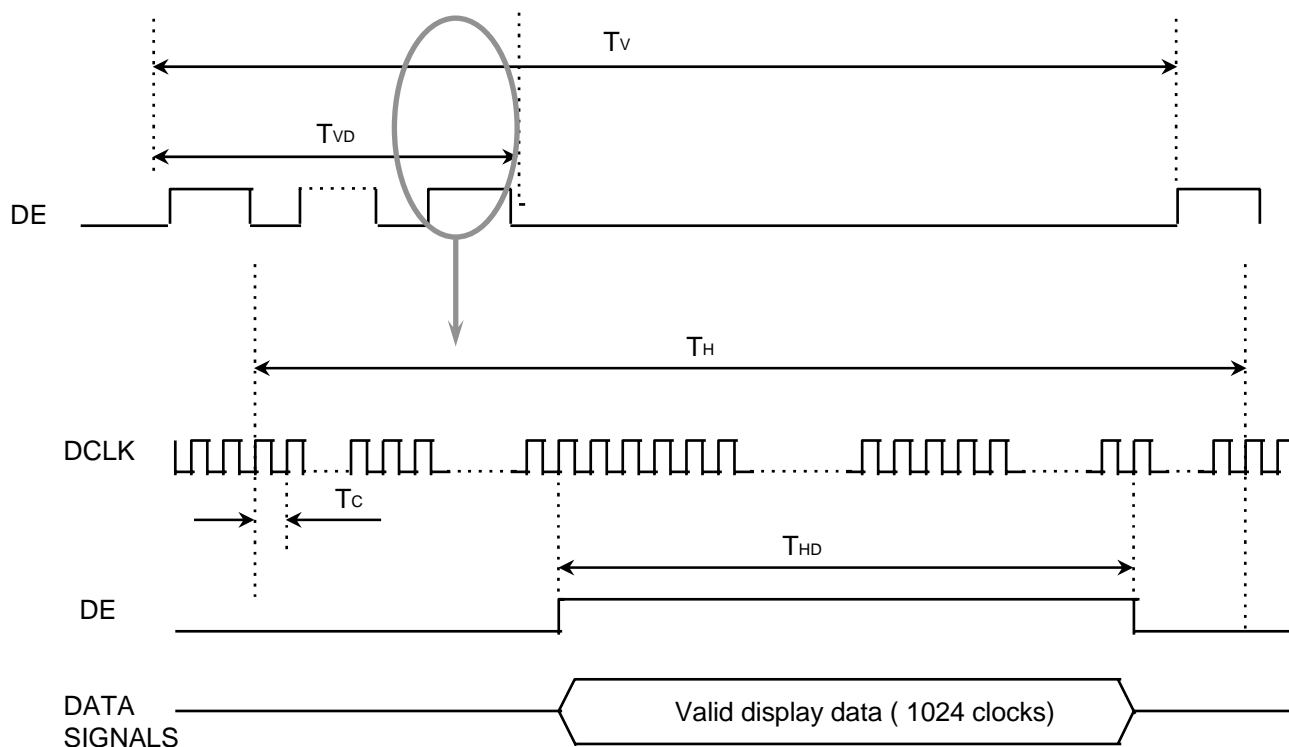 TV
TVD
DE
TH
DCLK
TC
THD
DE
Valid display data ( 1024 clocks)
DATA
SIGNALS